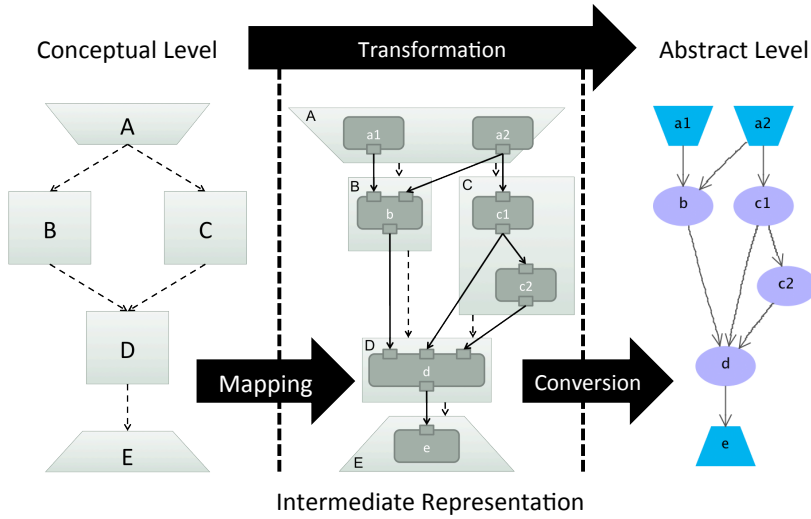 Conceptual Level
Transformation
Abstract Level
A
B
C
D
E
Mapping
A
a1
a2
B
b
C
c1
c2
D
d
E
e
Conversion
a1
a2
b
c1
c2
d
e
Intermediate Representation